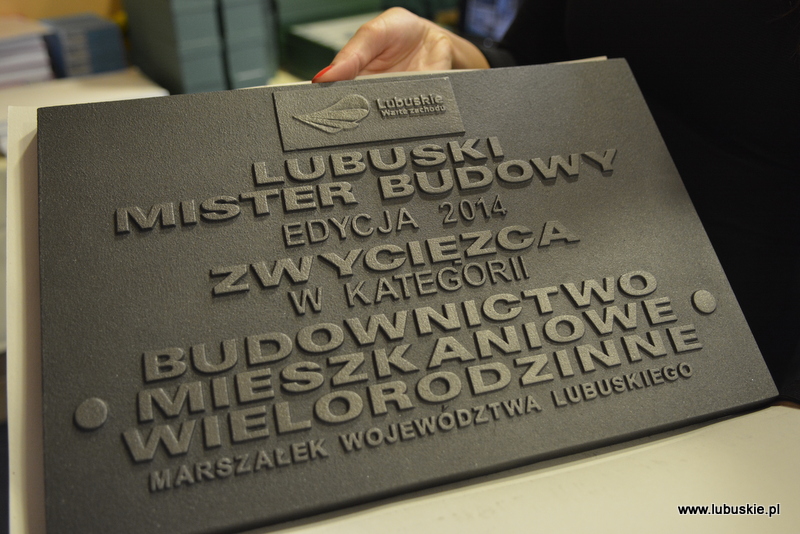 Lubuskie
Warte zachodu
LUBUSKI
MISTER BUDOWY
EDYCJA 2014
ZWYCIĘZCA
W KATEGORII
BUDOWNICTWO
MIESZKANIOWE
WIELORODZINNE
MARSZAŁEK WOJEWÓDZTWA LUBUSKIEGO
www.lubuskie.pl